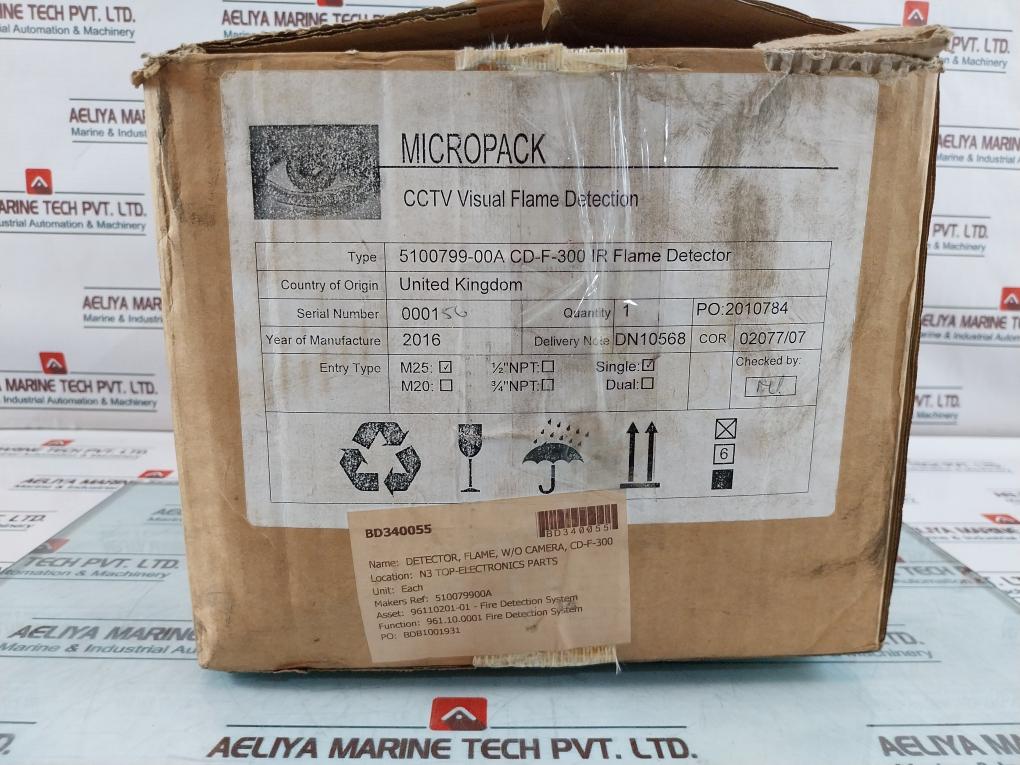 AELIYA MARINE TECH PVT. LTD.
Industrial Automation & Machinery
MICROPACK
CCTV Visual Flame Detection
Type 5100799-00A CD-F-300 IR Flame Detector
Country of Origin United Kingdom
Serial Number 000156 Quantity 1 PO:2010784
Year of Manufacture 2016 Delivery Note DN10568 COR 02077/07
Entry Type M25: ☑ ½"NPT: ☐ Single: ☑ Checked by:
M20: ☐ ¾"NPT: ☐ Dual: ☐
6
BD340055
BD340055
Name: DETECTOR, FLAME, W/O CAMERA, CD-F-300
Location: N3 TOP-ELECTRONICS PARTS
Unit: Each
Makers Ref: 510079900A
Asset: 96110201-01 - Fire Detection System
Function: 961.10.0001 Fire Detection System
PO: BDB1001931
AELIYA MARINE TECH PVT. LTD.